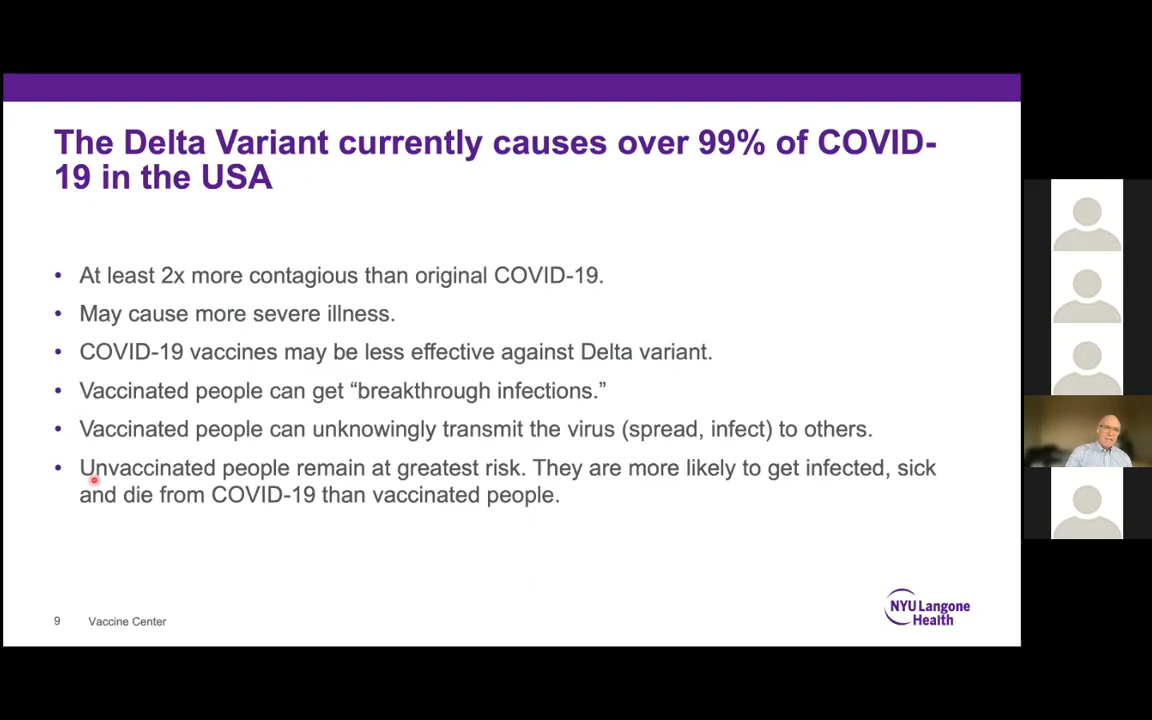 The Delta Variant currently causes over 99% of COVID-
19 in the USA
• At least 2x more contagious than original COVID-19.
• May cause more severe illness.
• COVID-19 vaccines may be less effective against Delta variant.
• Vaccinated people can get “breakthrough infections.”
• Vaccinated people can unknowingly transmit the virus (spread, infect) to others.
• Unvaccinated people remain at greatest risk. They are more likely to get infected, sick
and die from COVID-19 than vaccinated people.
9 Vaccine Center
NYU Langone
Health